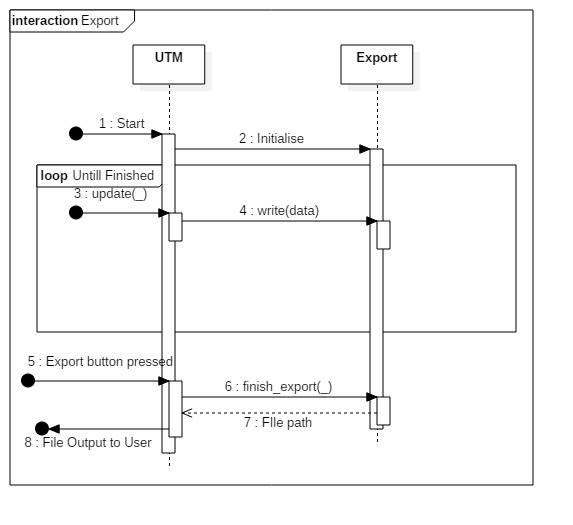 interaction Export
UTM
Export
1 : Start
2 : Initialise
loop Untill Finished
3 : update(_)
4 : write(data)
5 : Export button pressed
6 : finish_export(_)
7 : FIle path
8 : File Output to User